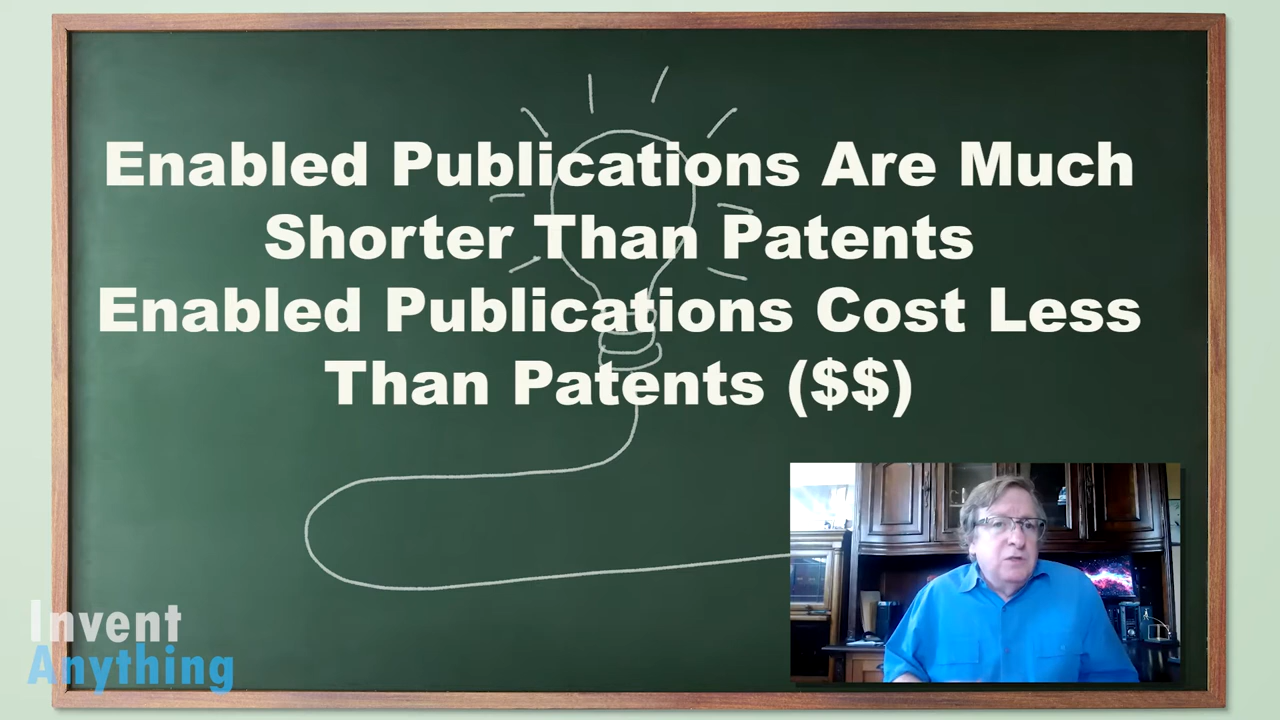 Enabled Publications Are Much
Shorter Than Patents
Enabled Publications Cost Less
Than Patents ($$)
Invent
Anything